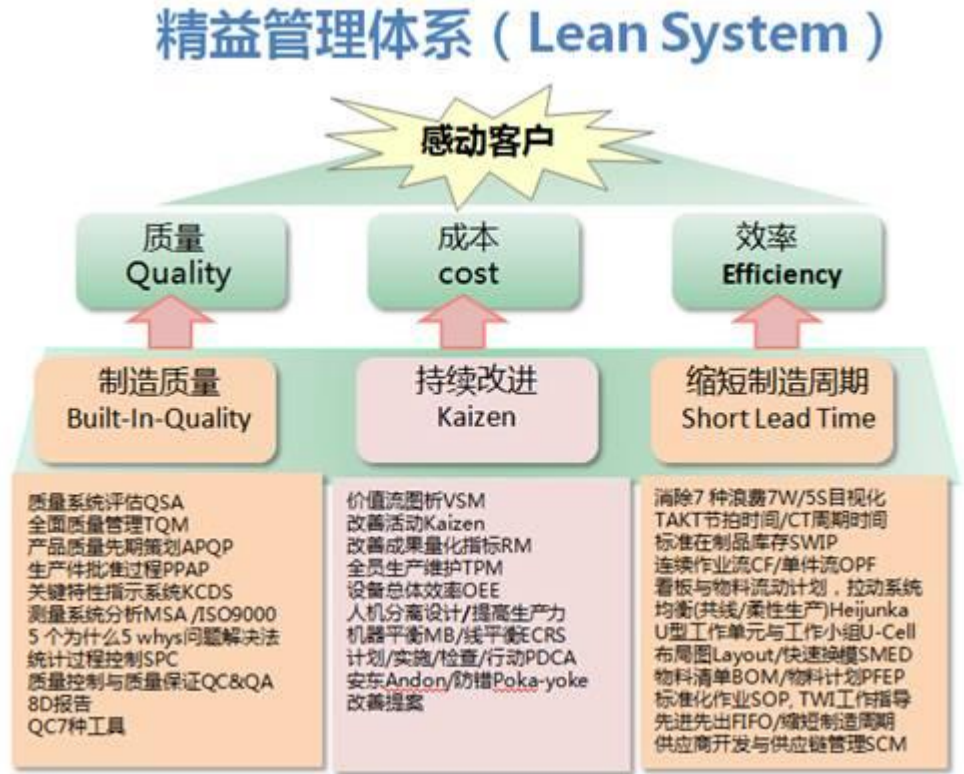 精益管理体系（Lean System）
感动客户
质量
Quality
成本
cost
效率
Efficiency
制造质量
Built-In-Quality
持续改进
Kaizen
缩短制造周期
Short Lead Time
质量系统评估QSA
全面质量管理TQM
产品质量先期策划APQP
生产件批准过程PPAP
关键特性指示系统KCDS
测量系统分析MSA /ISO9000
5 个为什么5 whys问题解决法
统计过程控制SPC
质量控制与质量保证QC&QA
8D报告
QC7种工具
价值流图析VSM
改善活动Kaizen
改善成果量化指标RM
全员生产维护TPM
设备总体效率OEE
人机分离设计/提高生产力
机器平衡MB/线平衡ECRS
计划/实施/检查/行动PDCA
安东Andon/防错Poka-yoke
改善提案
消除7 种浪费7W/5S目视化
TAKT节拍时间/CT周期时间
标准在制品库存SWIP
连续作业流CF/单件流OPF
看板与物料流动计划，拉动系统
均衡(共线/柔性生产)Heijunka
U型工作单元与工作小组U-Cell
布局图Layout/快速换模SMED
物料清单BOM/物料计划PFEP
标准化作业SOP, TWI工作指导
先进先出FIFO/缩短制造周期
供应商开发与供应链管理SCM